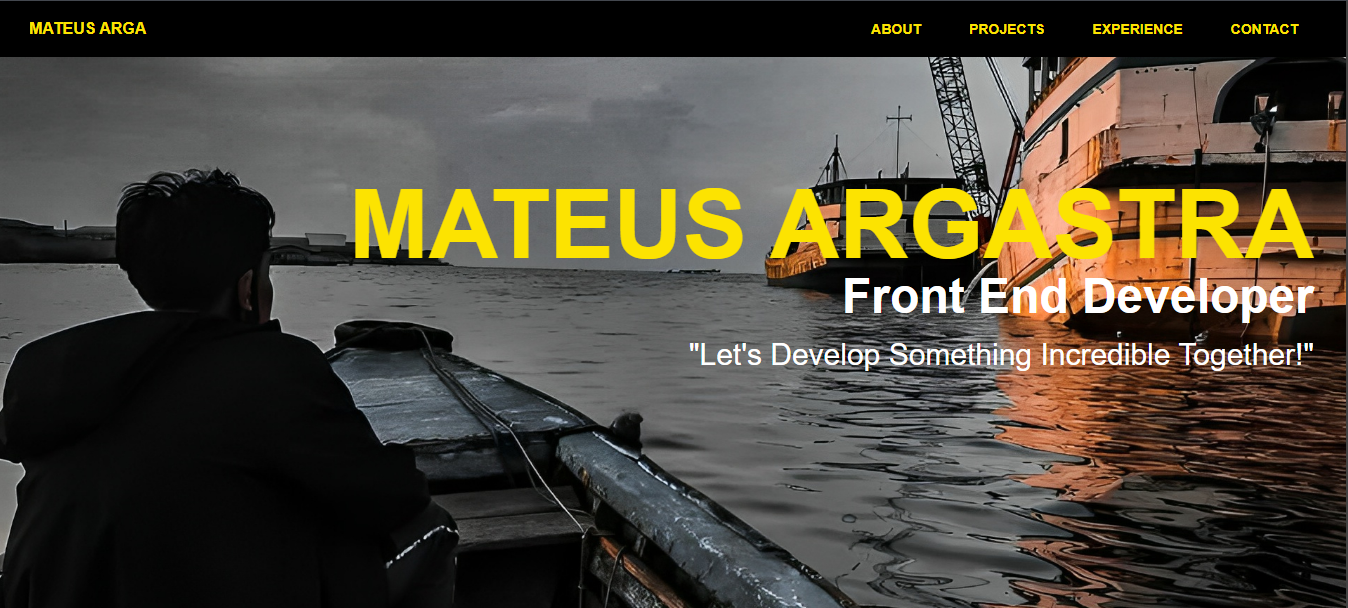 MATEUS ARGA
ABOUT PROJECTS EXPERIENCE CONTACT
MATEUS ARGASTRA
Front End Developer
"Let's Develop Something Incredible Together!"